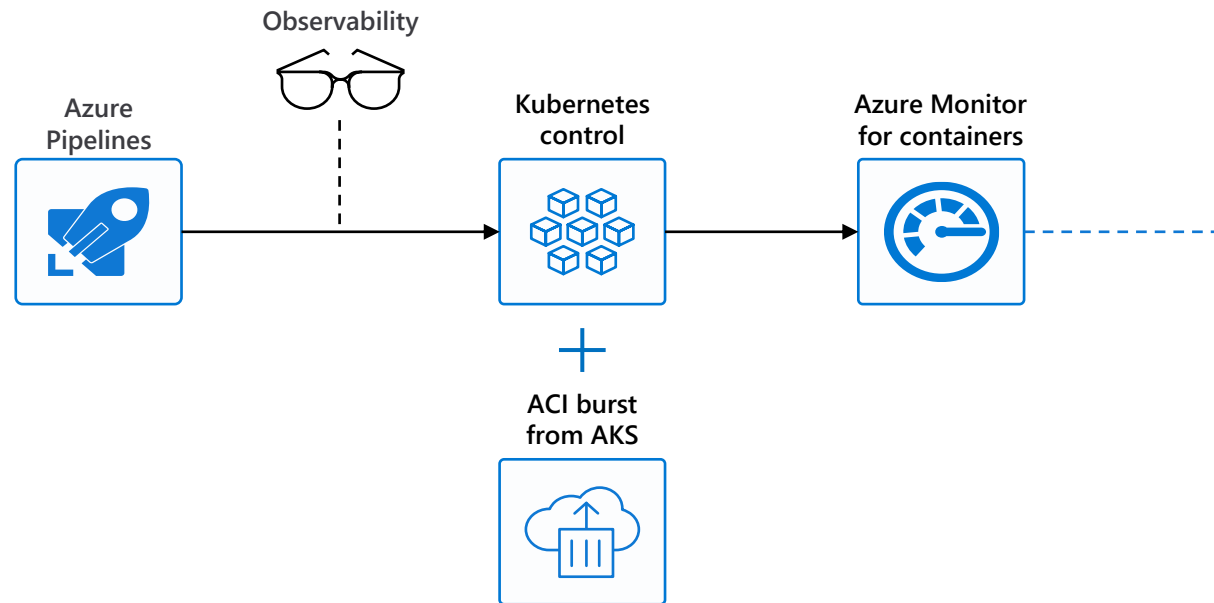 Observability
Azure
Pipelines
Kubernetes
control
Azure Monitor
for containers
ACI burst
from AKS